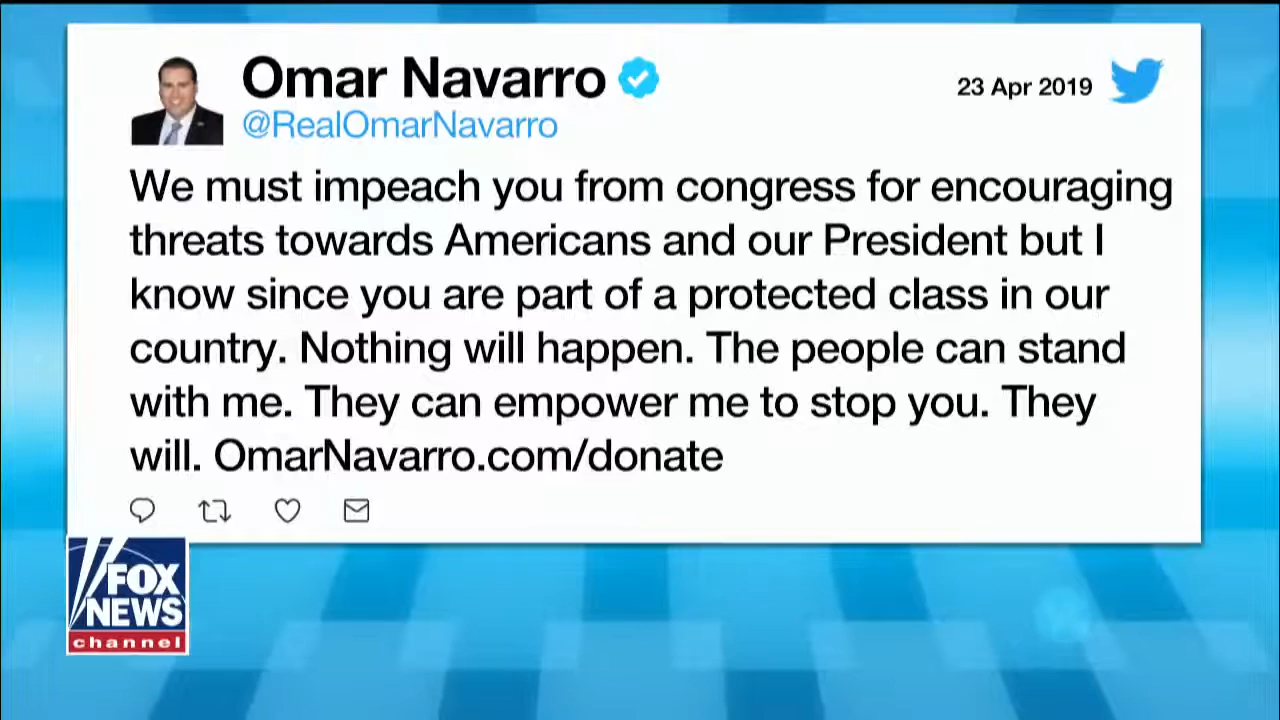 Omar Navarro
23 Apr 2019
@RealOmarNavarro
We must impeach you from congress for encouraging
threats towards Americans and our President but I
know since you are part of a protected class in our
country. Nothing will happen. The people can stand
with me. They can empower me to stop you. They
will. OmarNavarro.com/donate
FOX
NEWS
channel